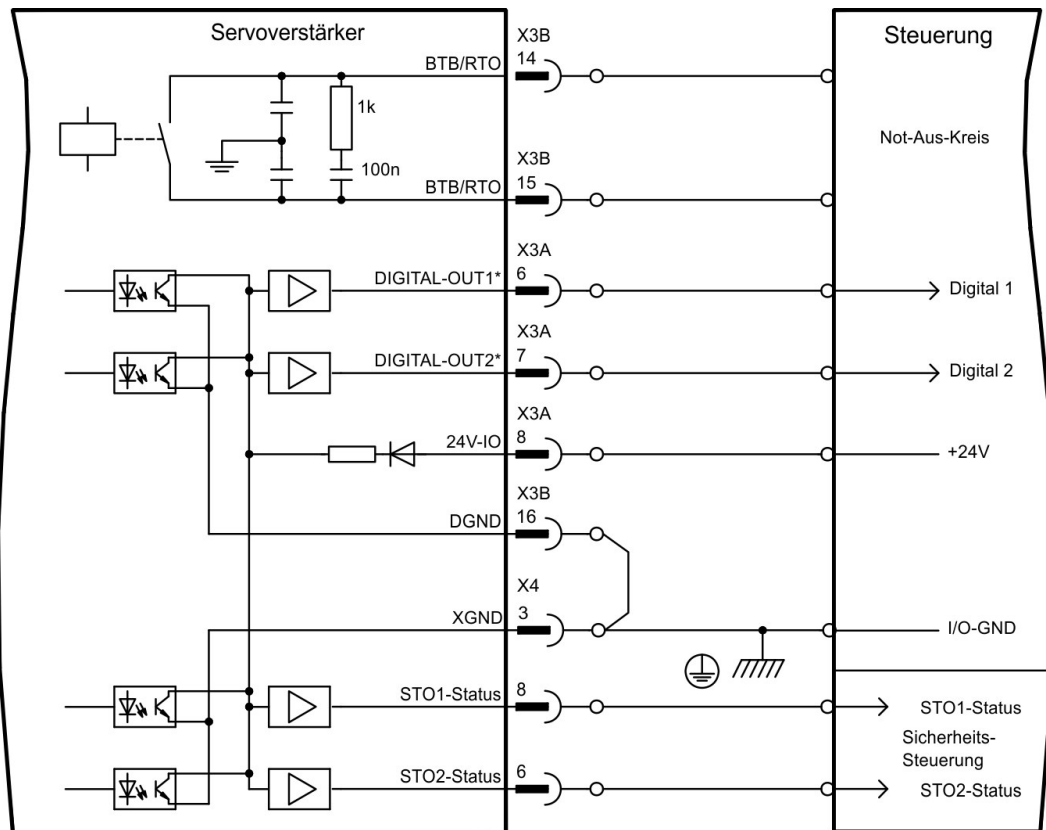 Servoverstärker
Steuerung
X3B
BTB/RTO
14
1k
Not-Aus-Kreis
X3B
100n
BTB/RTO
15
X3A
DIGITAL-OUT1*
6
Digital 1
X3A
DIGITAL-OUT2*
7
Digital 2
X3A
24V-IO
8
+24V
X3B
DGND
16
X4
XGND
3
I/O-GND
STO1-Status
8
STO1-Status
Sicherheits-
Steuerung
STO2-Status
6
STO2-Status